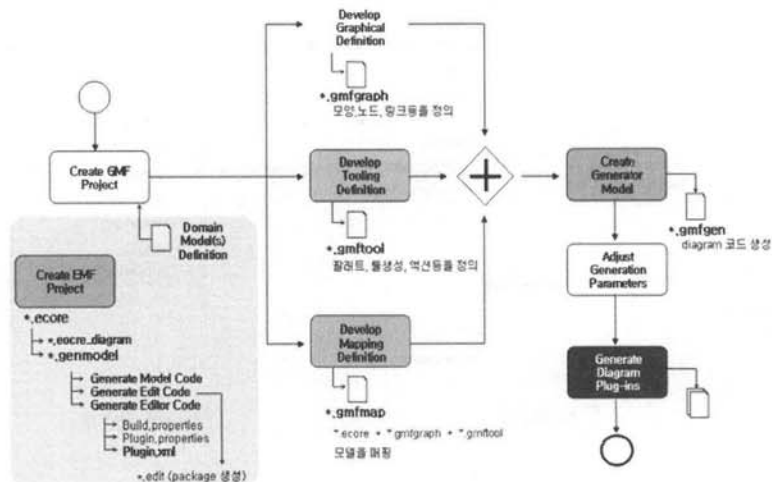 Develop
Graphical
Definition
*.gmfgraph
모양,노드, 링크등를 정의
Create GMF
Project
Domain
Model(s)
Definition
Develop
Tooling
Definition
*.gmftool
팔래트, 툴생성, 액션등를 정의
Create
Generator
Model
*.gmfgen
diagram 코드 생성
Create EMF
Project
*.ecore
*.eocre_diagram
*.genmodel
Generate Model Code
Generate Edit Code
Generate Editor Code
Build.properties
Plugin.properties
Plugin.xml
*.edit (package 생성)
Develop
Mapping
Definition
*.gmfmap
*.ecore + *.gmfgraph + *.gmftool
모델을 매핑
Adjust
Generation
Parameters
Generate
Diagram
Plug-ins